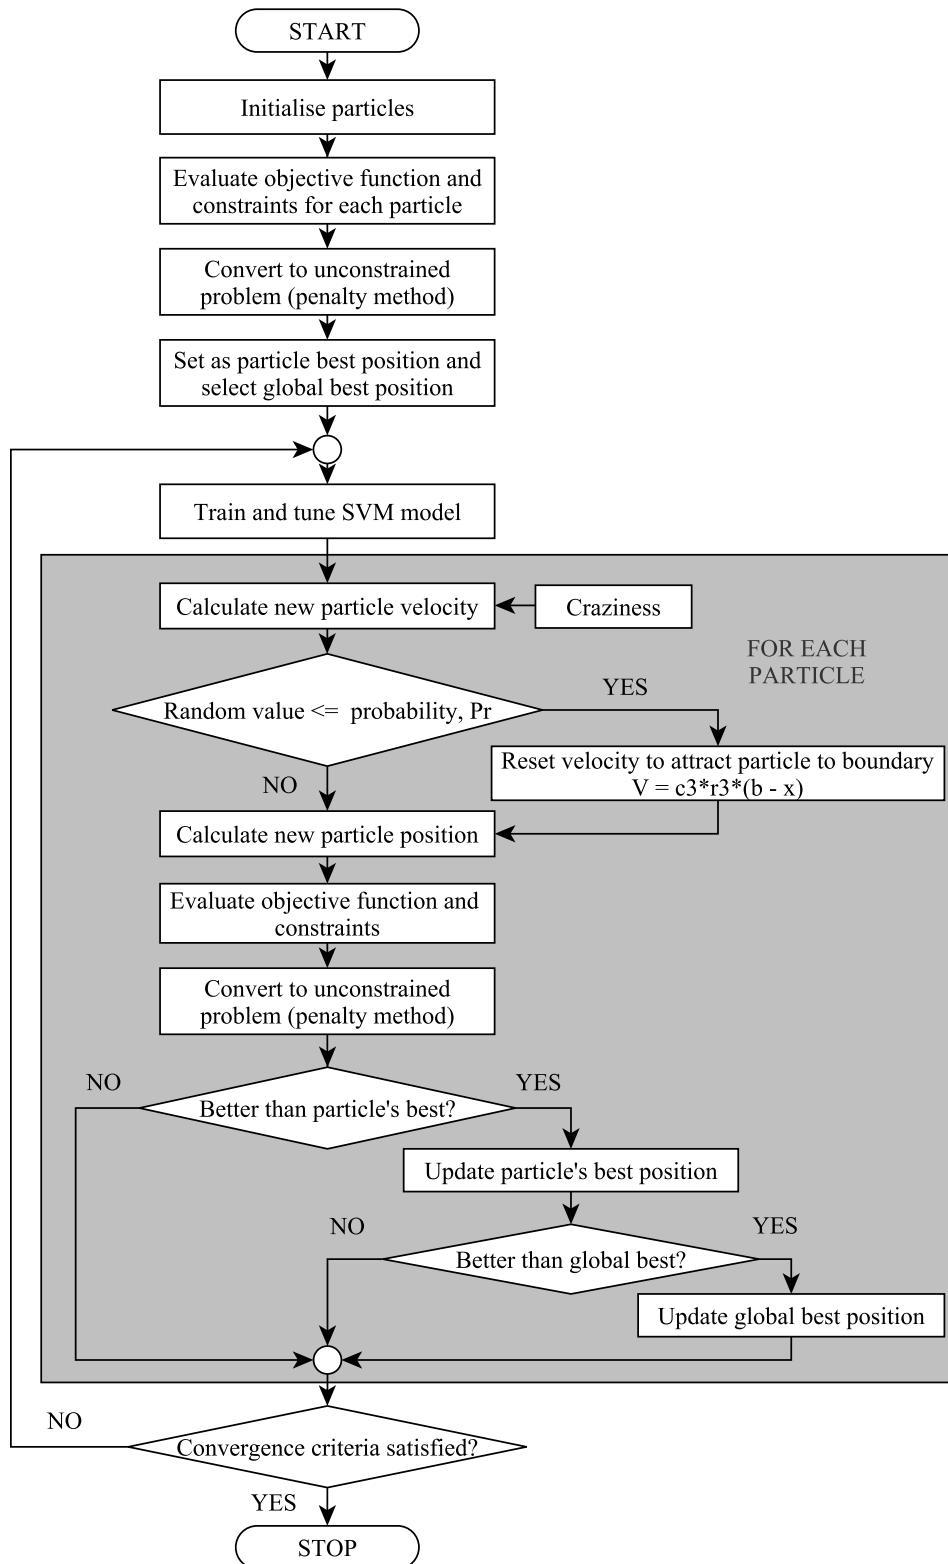 START
Initialise particles
Evaluate objective function and
constraints for each particle
Convert to unconstrained
problem (penalty method)
Set as particle best position and
select global best position
Train and tune SVM model
Calculate new particle velocity
Craziness
FOR EACH
PARTICLE
Random value <= probability, Pr
YES
Reset velocity to attract particle to boundary
V = c3*r3*(b - x)
NO
Calculate new particle position
Evaluate objective function and
constraints
Convert to unconstrained
problem (penalty method)
NO
Better than particle's best?
YES
Update particle's best position
NO
Better than global best?
YES
Update global best position
NO
Convergence criteria satisfied?
YES
STOP